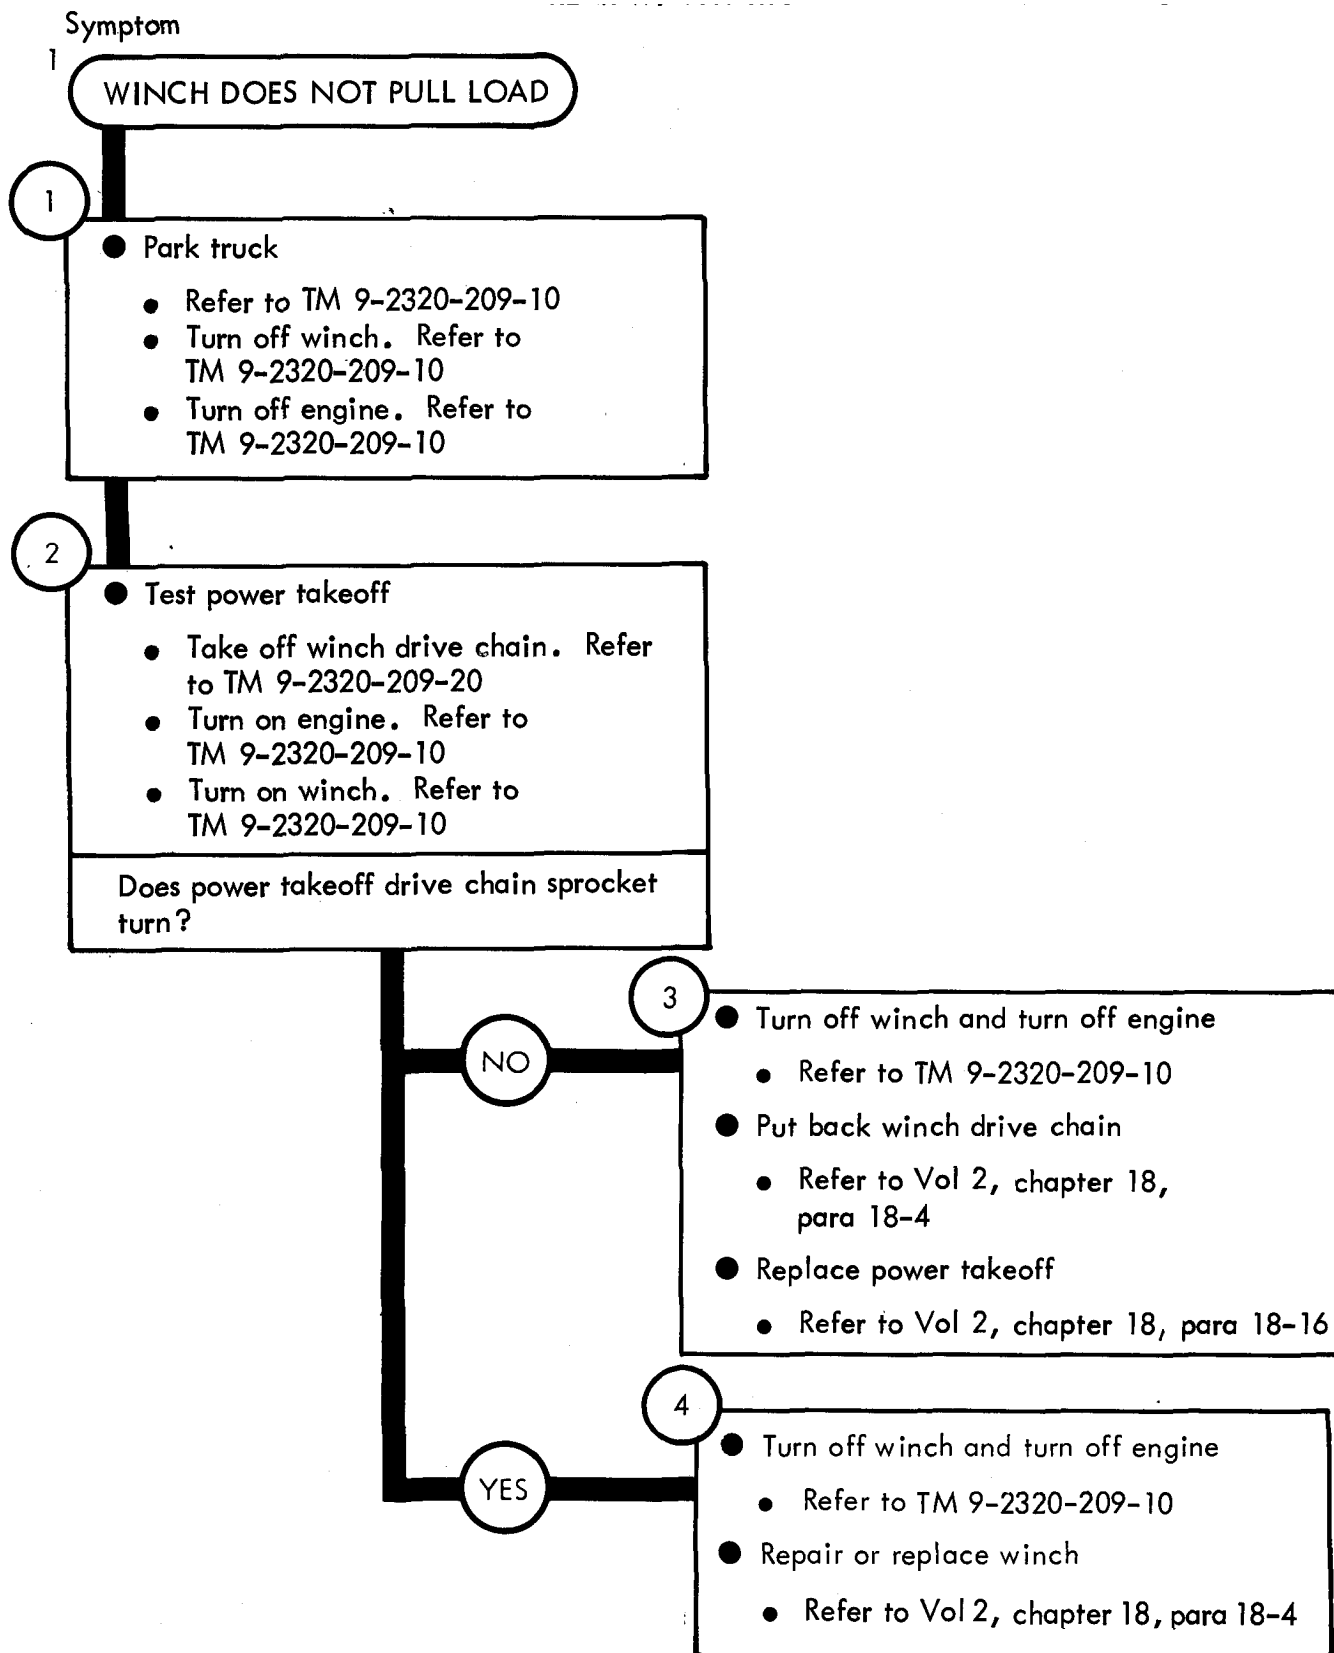 Symptom
1
WINCH DOES NOT PULL LOAD
1
● Park truck
● Refer to TM 9-2320-209-10
● Turn off winch. Refer to
TM 9-2320-209-10
● Turn off engine. Refer to
TM 9-2320-209-10
2
● Test power takeoff
● Take off winch drive chain. Refer
to TM 9-2320-209-20
● Turn on engine. Refer to
TM 9-2320-209-10
● Turn on winch. Refer to
TM 9-2320-209-10
Does power takeoff drive chain sprocket
turn?
NO
3
● Turn off winch and turn off engine
● Refer to TM 9-2320-209-10
● Put back winch drive chain
● Refer to Vol 2, chapter 18,
para 18-4
● Replace power takeoff
● Refer to Vol 2, chapter 18, para 18-16
YES
4
● Turn off winch and turn off engine
● Refer to TM 9-2320-209-10
● Repair or replace winch
● Refer to Vol 2, chapter 18, para 18-4